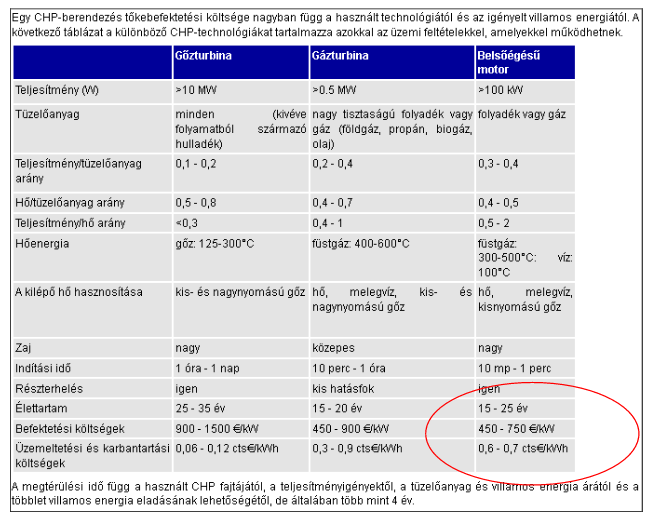 Egy CHP-berendezés tőkebefektetési költsége nagyban függ a használt technológiától és az igényelt villamos energiától. A
következő táblázat a különböző CHP-technológiákat tartalmazza azokkal az üzemi feltételekkel, amelyekkel működhetnek.
Gőzturbina Gázturbina Belsőégésű
motor
Teljesítmény (W) >10 MW >0.5 MW >100 kW
Tüzelőanyag minden (kivéve nagy tisztaságú folyadék vagy folyadék vagy gáz
folyamatból származó gáz (földgáz, propán, biogáz,
hulladék) olaj)
Teljesítmény/tüzelőanyag 0,1 - 0,2 0,2 - 0,4 0,3 - 0,4
arány
Hő/tüzelőanyag arány 0,5 - 0,8 0,4 - 0,7 0,4 - 0,5
Teljesítmény/hő arány <0,3 0,4 - 1 0,5 - 2
Hőenergia gőz: 125-300°C füstgáz: 400-600°C füstgáz:
300-500°C: víz:
100°C
A kilépő hő hasznosítása kis- és nagynyomású gőz hő, melegvíz, kis- és hő, melegvíz,
nagynyomású gőz kisnyomású gőz
Zaj nagy közepes nagy
Indítási idő 1 óra - 1 nap 10 perc - 1 óra 10 mp - 1 perc
Részterhelés igen kis hatásfok igen
Élettartam 25 - 35 év 15 - 20 év 15 - 25 év
Befektetési költségek 900 - 1500 €/kW 450 - 900 €/kW 450 - 750 €/kW
Üzemeltetési és karbantartási 0,06 - 0,12 cts€/kWh 0,3 - 0,9 cts€/kWh 0,6 - 0,7 cts€/kWh
költségek
A megtérülési idő függ a használt CHP fajtájától, a teljesítményigényektől, a tüzelőanyag és villamos energia árától és a
többlet villamos energia eladásának lehetőségétől, de általában több mint 4 év.